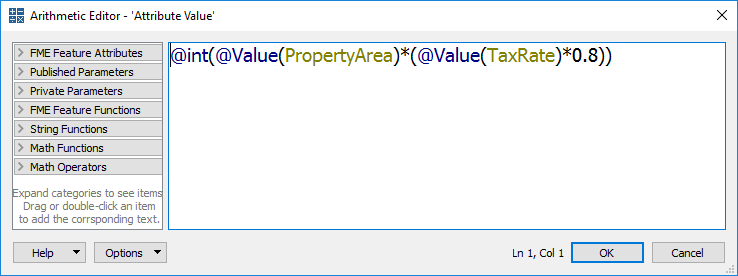 Arithmetic Editor - 'Attribute Value'
FME Feature Attributes
Published Parameters
Private Parameters
FME Feature Functions
String Functions
Math Functions
Math Operators
Expand categories to see items
Drag or double-click an item
to add the corrsponding text.
@int(@Value(PropertyArea)*(@Value(TaxRate)*0.8))
Help
Options
Ln 1, Col 1
OK
Cancel